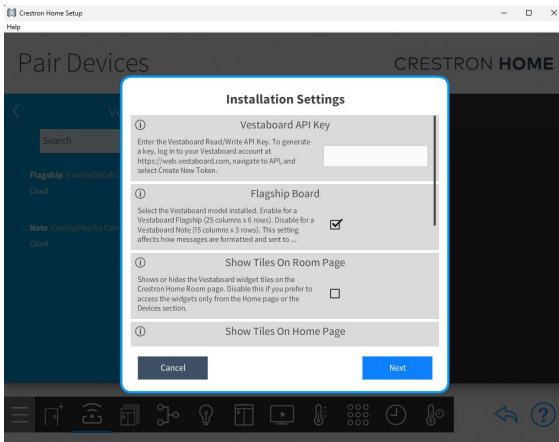 Crestron Home Setup
Help
Pair Devices
CRESTRON HOME
Installation Settings
Vestaboard API Key
Enter the Vestaboard Read/Write API Key. To generate
a key, log in to your Vestaboard account at
https://web.vestaboard.com, navigate to API, and
select Create New Token.
Search
Flagship Board
Flagship (ControlWorks
Cloud
Select the Vestaboard model installed. Enable for a
Vestaboard Flagship (25 columns x 6 rows). Disable for a
Vestaboard Note (15 columns x 3 rows). This setting
affects how messages are formatted and sent to ...
Note (ControlWorks Con
Cloud
Show Tiles On Room Page
Shows or hides the Vestaboard widget tiles on the
Crestron Home Room page. Disable this if you prefer to
access the widgets only from the Home page or the
Devices section.
Show Tiles On Home Page
Cancel
Next